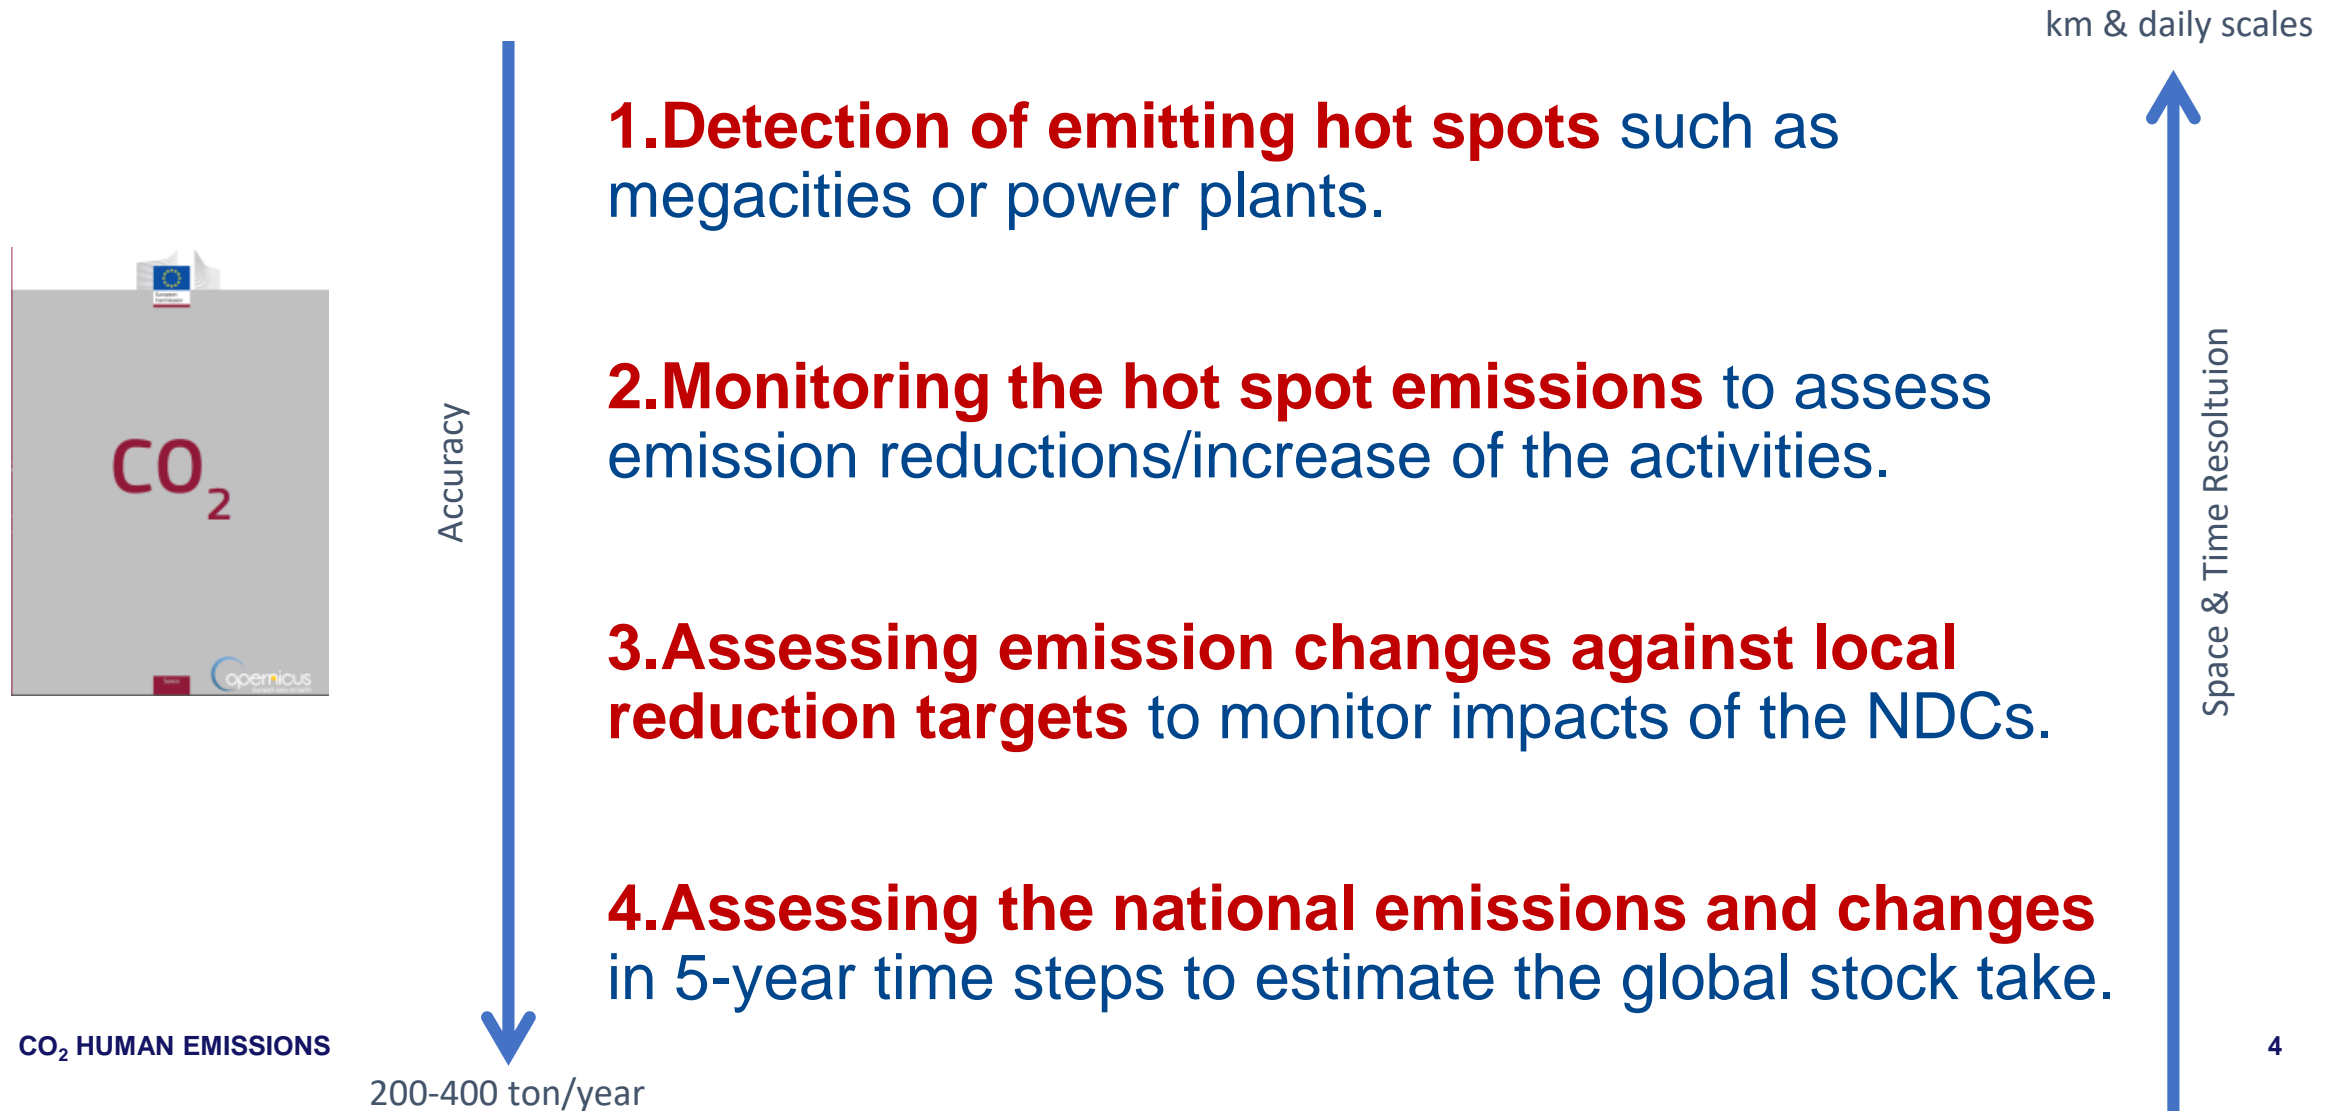 km & daily scales
1.Detection of emitting hot spots such as
megacities or power plants.
European
Commission
2.Monitoring the hot spot emissions to assess
emission reductions/increase of the activities.
Accuracy
CO2
Space & Time Resoltuion
3.Assessing emission changes against local
reduction targets to monitor impacts of the NDCs.
Space
opernicus
4.Assessing the national emissions and changes
in 5-year time steps to estimate the global stock take.
CO2 HUMAN EMISSIONS
4
200-400 ton/year